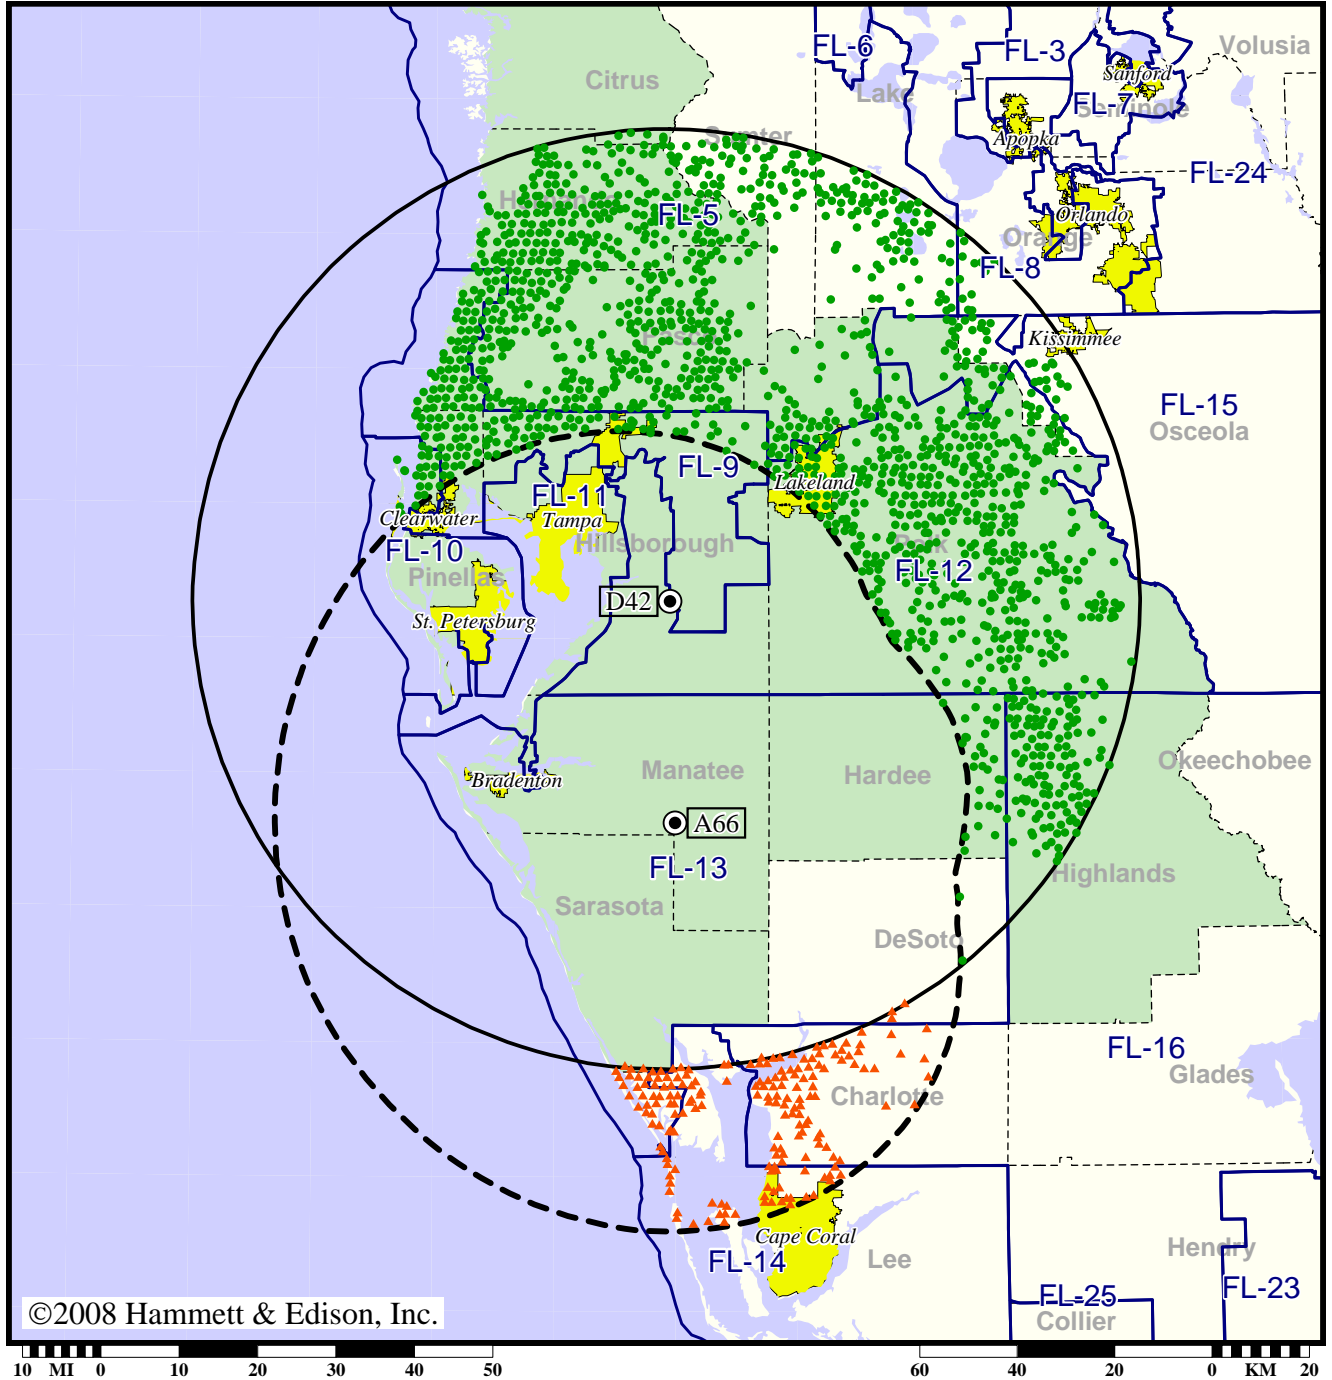 FL-6
FL-3
Volusia
Citrus
Lake
Sanford
FL-7
Seminole
Sumter
Apopka
FL-24
Hernando
FL-5
Orlando
Orange
FL-8
Pasco
Kissimmee
FL-15
Osceola
FL-9
Lakeland
FL-11
Clearwater
Tampa
FL-10
Hillsborough
Polk
FL-12
Pinellas
D42
St. Petersburg
Bradenton
Manatee
Hardee
Okeechobee
A66
FL-13
Highlands
Sarasota
DeSoto
FL-16
Glades
Charlotte
Cape Coral
FL-14
Lee
Hendry
FL-25
FL-23
Collier
©2008 Hammett & Edison, Inc.
10 MI 0 10 20 30 40 50
60 40 20 0 KM 20